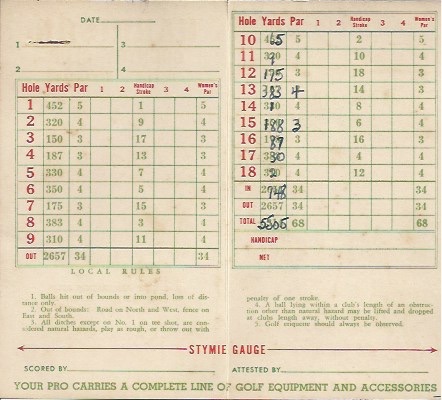 DATE
1
3
2
4
Hole Yards Par 1 2 Handicap Stroke 3 4 Women's Par
1 452 5 1 5
2 320 4 9 4
3 150 3 17 3
4 187 3 13 3
5 330 4 7 4
6 350 4 5 4
7 175 3 15 3
8 383 4 3 4
9 310 4 11 4
OUT 2657 34 34
LOCAL RULES
1. Balls hit out of bounds or into pond, loss of distance only.
2. Out of bounds: Road on North and West, fence on East and South.
3. All ditches except on No. 1 on tee shot, are considered natural hazards, play as rough, or throw out with
Hole Yards Par 1 2 Handicap Stroke 3 4 Women's Par
10 65 5 2 5
11 4 10 4
12 175 3 18 3
13 383 4 14 3
14 4 8 4
15 188 3 6 4
16 89 3 16 3
17 30 4 4 4
18 2 4 12 4
IN 148 34 34
OUT 2657 34 34
TOTAL 5505 68 68
HANDICAP
NET
penalty of one stroke.
4. A ball lying within a club's length of an obstruction other than natural hazard may be lifted and dropped at clubs length away, without penalty.
5. Golf etiquette should always be observed.
STYMIE GAUGE
SCORED BY
ATTESTED BY
YOUR PRO CARRIES A COMPLETE LINE OF GOLF EQUIPMENT AND ACCESSORIES